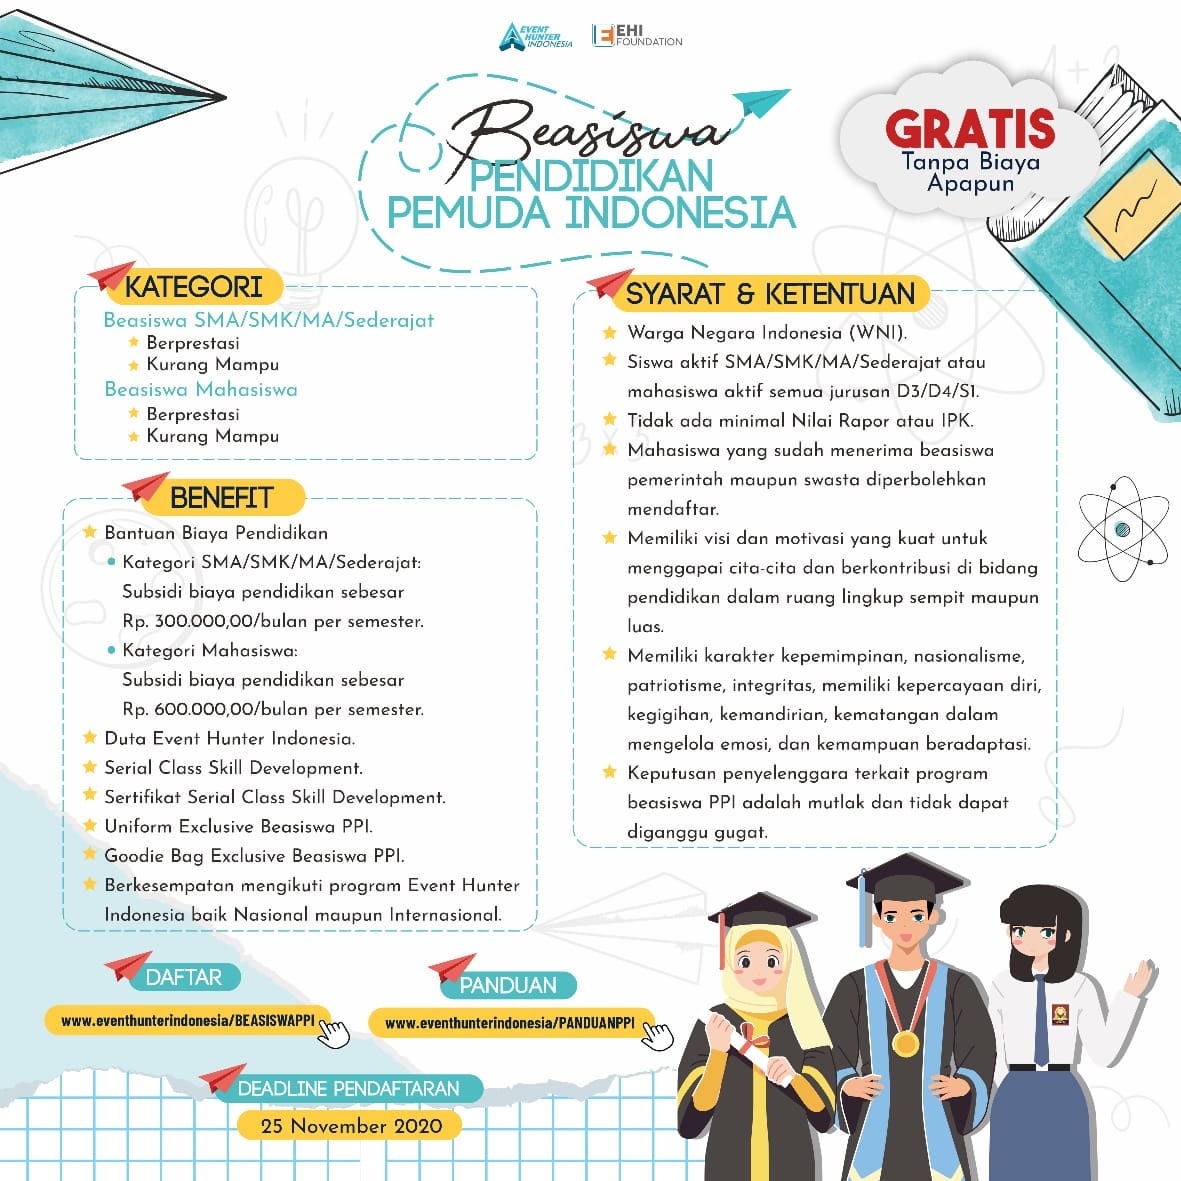 EVENT
HUNTER
INDONESIA
EHI
FOUNDATION
Beasiswa
PENDIDIKAN
PEMUDA INDONESIA
GRATIS
Tanpa Biaya
Apapun
KATEGORI
Beasiswa SMA/SMK/MA/Sederajat
Berprestasi
Kurang Mampu
Beasiswa Mahasiswa
Berprestasi
Kurang Mampu
BENEFIT
Bantuan Biaya Pendidikan
Kategori SMA/SMK/MA/Sederajat:
Subsidi biaya pendidikan sebesar
Rp. 300.000,00/bulan per semester.
Kategori Mahasiswa:
Subsidi biaya pendidikan sebesar
Rp. 600.000,00/bulan per semester.
Duta Event Hunter Indonesia.
Serial Class Skill Development.
Sertifikat Serial Class Skill Development.
Uniform Exclusive Beasiswa PPI.
Goodie Bag Exclusive Beasiswa PPI.
Berkesempatan mengikuti program Event Hunter
Indonesia baik Nasional maupun Internasional.
SYARAT & KETENTUAN
Warga Negara Indonesia (WNI).
Siswa aktif SMA/SMK/MA/Sederajat atau
mahasiswa aktif semua jurusan D3/D4/S1.
Tidak ada minimal Nilai Rapor atau IPK.
Mahasiswa yang sudah menerima beasiswa
pemerintah maupun swasta diperbolehkan
mendaftar.
Memiliki visi dan motivasi yang kuat untuk
menggapai cita-cita dan berkontribusi di bidang
pendidikan dalam ruang lingkup sempit maupun
luas.
Memiliki karakter kepemimpinan, nasionalisme,
patriotisme, integritas, memiliki kepercayaan diri,
kegigihan, kemandirian, kematangan dalam
mengelola emosi, dan kemampuan beradaptasi.
Keputusan penyelenggara terkait program
beasiswa PPI adalah mutlak dan tidak dapat
diganggu gugat.
DAFTAR
www.eventhunterindonesia/BEASISWAPPI
PANDUAN
www.eventhunterindonesia/PANDUANPPI
DEADLINE PENDAFTARAN
25 November 2020